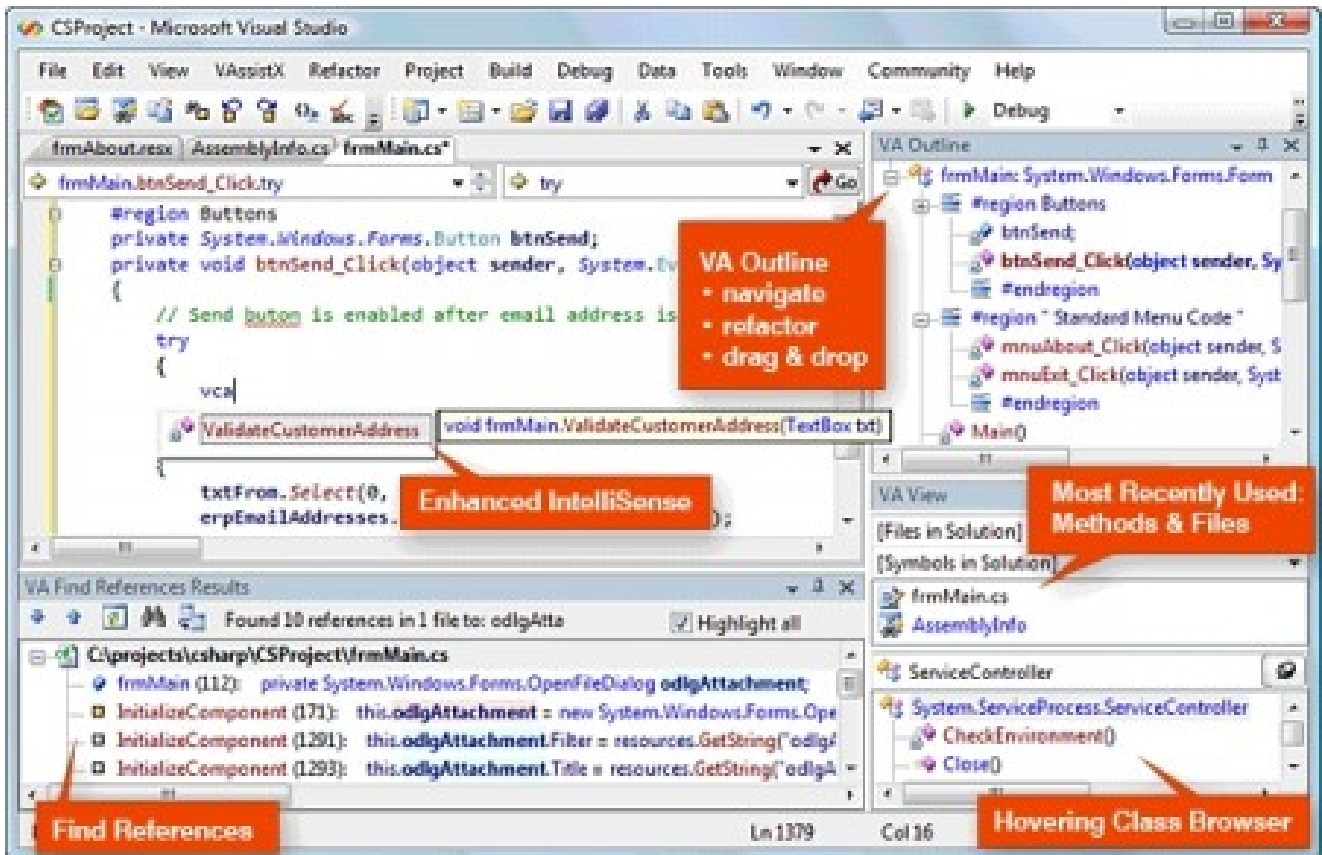 CSProject - Microsoft Visual Studio
File Edit View VAssistX Refactor Project Build Debug Data Tools Window Community Help
Debug
frmAbout.resx AssemblyInfo.cs frmMain.cs*
frmMain.btnSend_Click.try
try
Go
#region Buttons
private System.Windows.Forms.Button btnSend;
private void btnSend_Click(object sender, System.Ev
{
// Send buton is enabled after email address is
try
{
vca
ValidateCustomerAddress
void frmMain.ValidateCustomerAddress(TextBox txt)
{
txtFrom.Select(0,
erpEmailAddresses.
);
Enhanced IntelliSense
VA Outline
• navigate
• refactor
• drag & drop
VA Outline
frmMain: System.Windows.Forms.Form
#region Buttons
btnSend;
btnSend_Click(object sender, Sy
#endregion
#region " Standard Menu Code "
mnuAbout_Click(object sender, S
mnuExit_Click(object sender, Syst
#endregion
Main()
VA View
[Files in Solution]
[Symbols in Solution]
Most Recently Used:
Methods & Files
frmMain.cs
AssemblyInfo
ServiceController
System.ServiceProcess.ServiceController
CheckEnvironment()
Close()
Hovering Class Browser
VA Find References Results
Found 10 references in 1 file to: odlgAtta
Highlight all
C:\projects\csharp\CSProject\frmMain.cs
frmMain (112): private System.Windows.Forms.OpenFileDialog odlgAttachment;
InitializeComponent (171): this.odlgAttachment = new System.Windows.Forms.Ope
InitializeComponent (1291): this.odlgAttachment.Filter = resources.GetString("odlgA
InitializeComponent (1293): this.odlgAttachment.Title = resources.GetString("odlgA
Find References
Ln 1379 Col 16